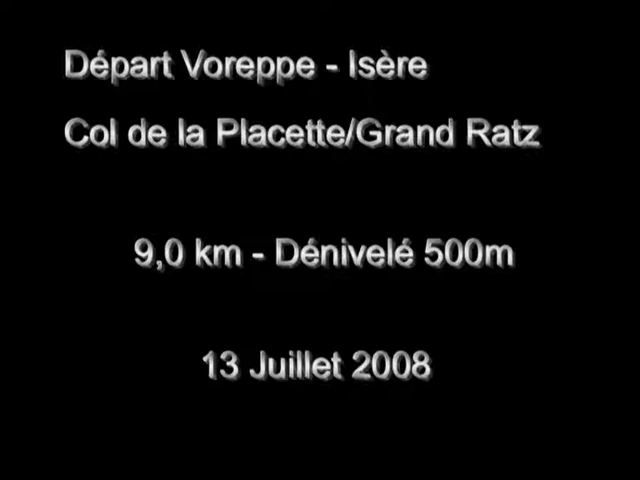 Départ Voreppe - Isère
Col de la Placette/Grand Ratz
9,0 km - Dénivelé 500m
13 Juillet 2008